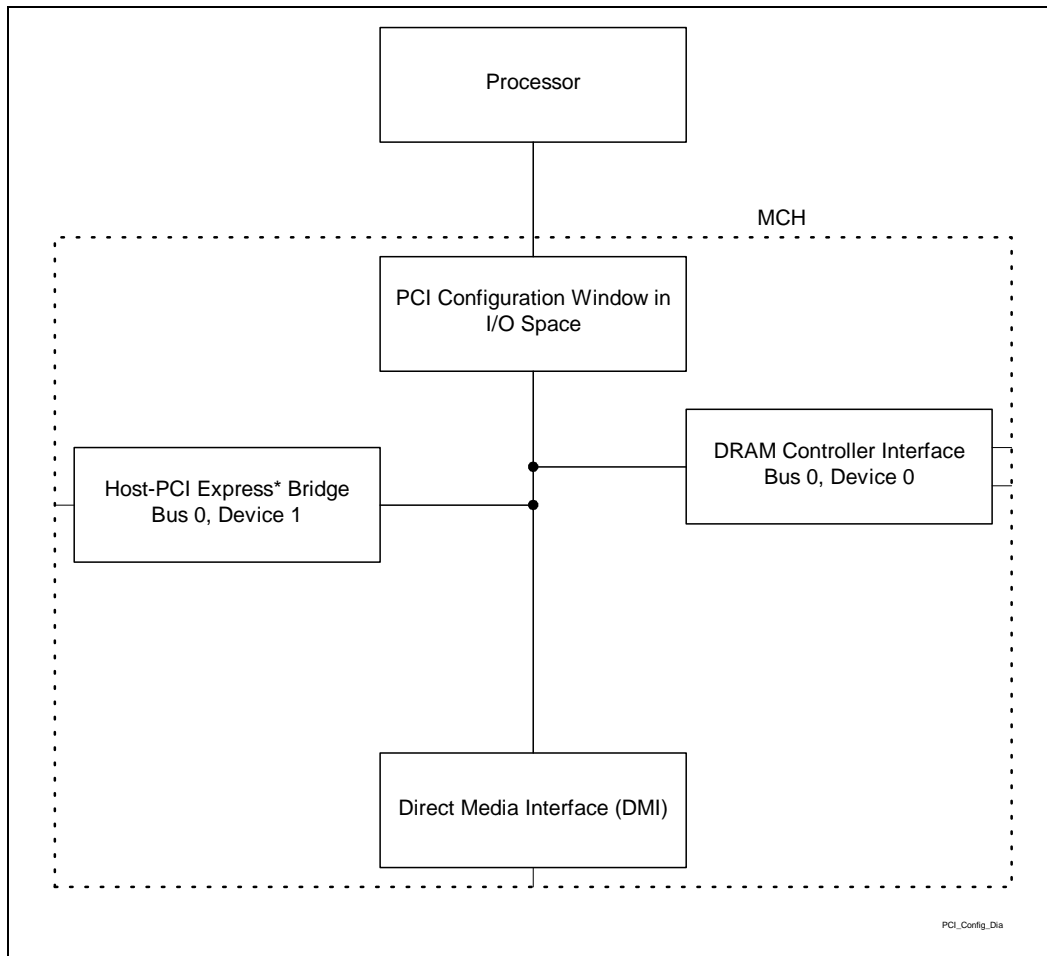 Processor
MCH
PCI Configuration Window in
I/O Space
DRAM Controller Interface
Bus 0, Device 0
Host-PCI Express* Bridge
Bus 0, Device 1
Direct Media Interface (DMI)
PCI_Config_Dia